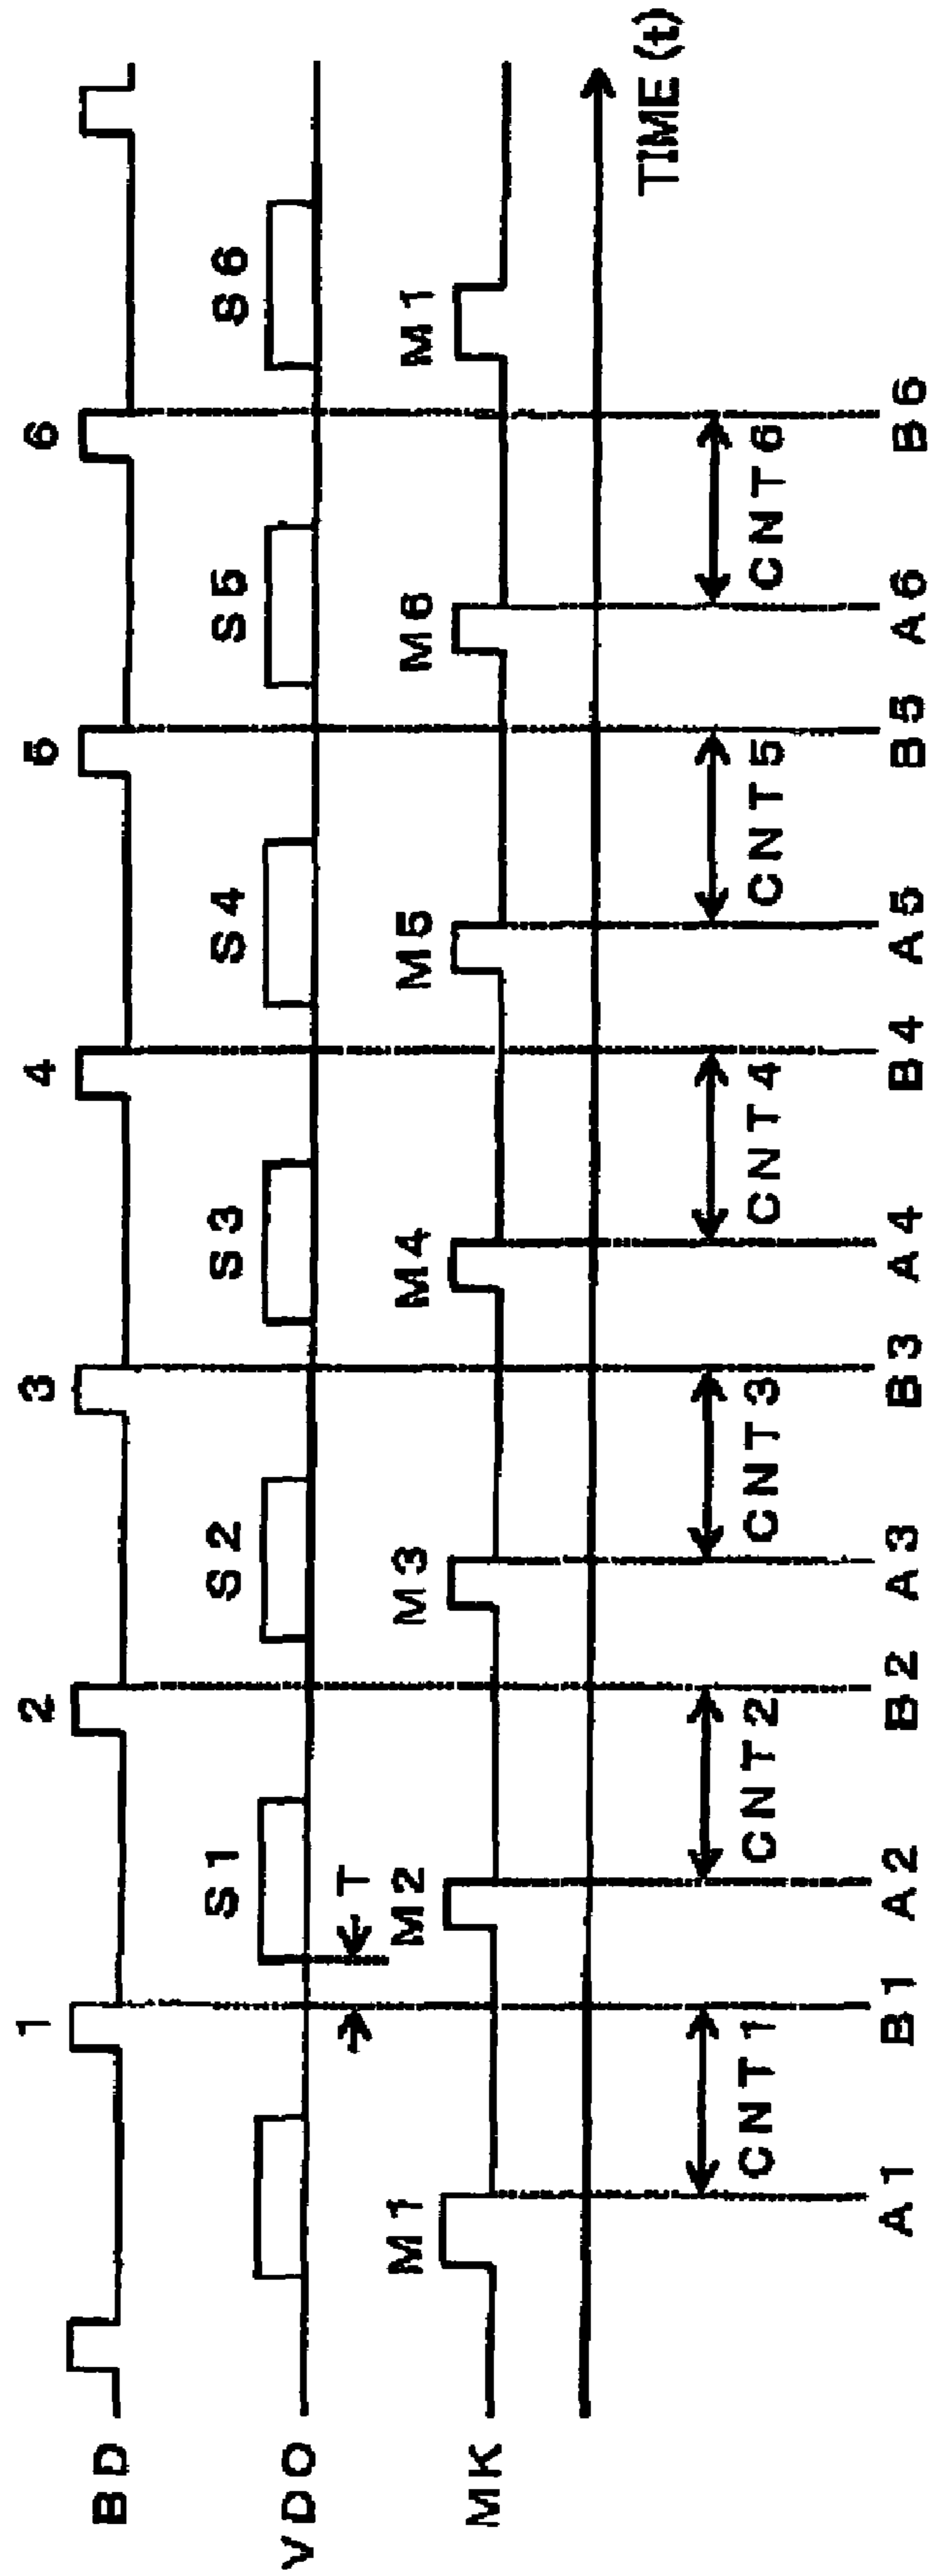 BD
1 2 3 4 5 6
VDO
S1 S2 S3 S4 S5 S6
T
MK
M1 M2 M3 M4 M5 M6 M1
TIME (t)
CNT1 CNT2 CNT3 CNT4 CNT5 CNT6
A1 B1 A2 B2 A3 B3 A4 B4 A5 B5 A6 B6